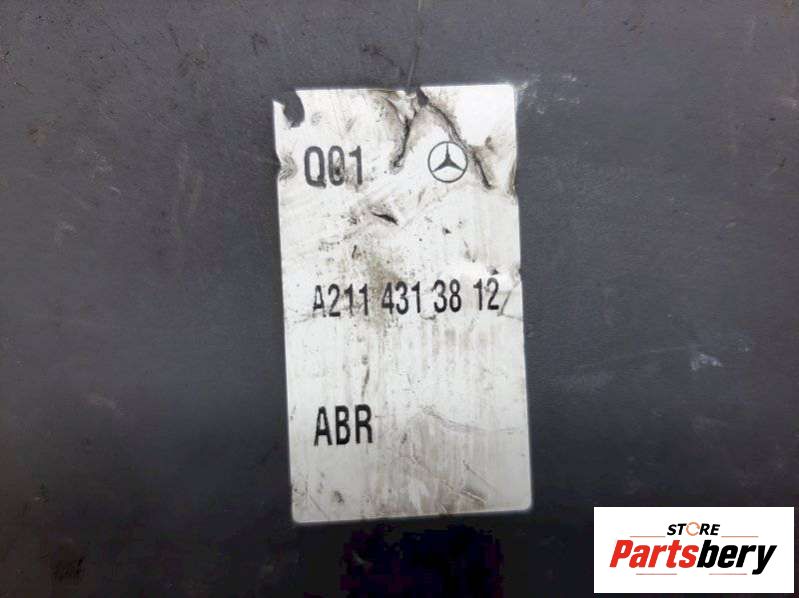 Q01
A211 431 38 12
ABR
STORE
Partsbery